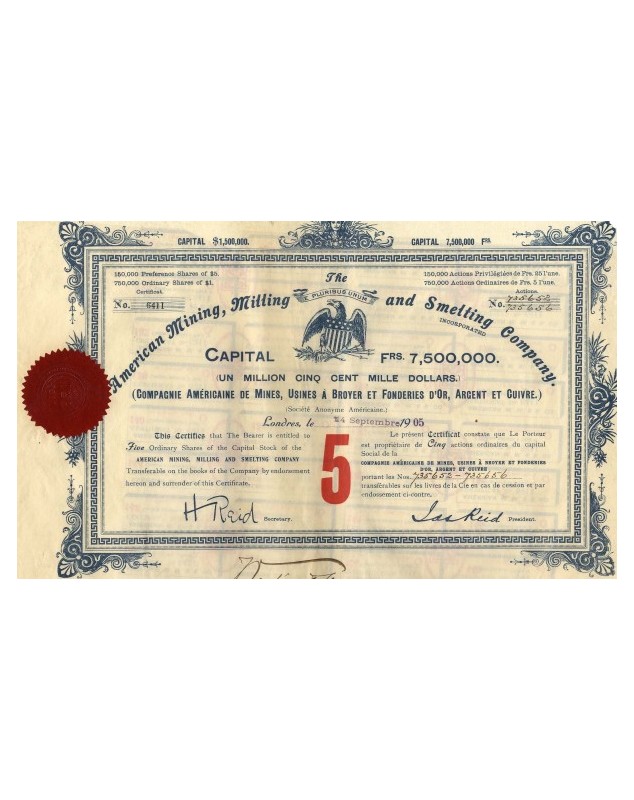 CAPITAL $1,500,000. CAPITAL 7,500,000 FRS.
150,000 Preference Shares of $5.
750,000 Ordinary Shares of $1.
150,000 Actions Privilégiées de Frs. 25 l'une.
750,000 Actions Ordinaires de Frs. 5 l'une.
Certificat.
No. 6411
Actions.
No. 735652
735656
The
American Mining, Milling and Smelting Company.
INCORPORATED
E PLURIBUS UNUM
CAPITAL FRS. 7,500,000.
(UN MILLION CINQ CENT MILLE DOLLARS.)
(COMPAGNIE AMÉRICAINE DE MINES, USINES À BROYER ET FONDERIES D'OR, ARGENT ET CUIVRE.)
(Société Anonyme Américaine.)
Londres, le 14 Septembre 1905
This Certifies that The Bearer is entitled to
Five Ordinary Shares of the Capital Stock of the
AMERICAN MINING, MILLING AND SMELTING COMPANY
Transferable on the books of the Company by endorsement
hereon and surrender of this Certificate.
5
Le présent Certificat constate que Le Porteur
est propriétaire de Cinq actions ordinaires du capital
Social de la
COMPAGNIE AMÉRICAINE DE MINES, USINES À BROYER ET FONDERIES
D'OR, ARGENT ET CUIVRE
portant les Nos. 735652-735656
transférables sur les livres de la Cie en cas de cession et par
endossement ci-contre.
H Reid Secretary.
Jas Reid President.